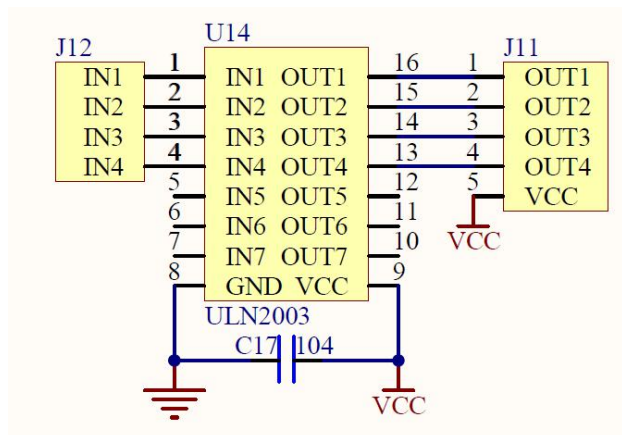 U14
J12
J11
1 16 1
IN1 IN1 OUT1 OUT1
2 15 2
IN2 IN2 OUT2 OUT2
3 14 3
IN3 IN3 OUT3 OUT3
4 13 4
IN4 IN4 OUT4 OUT4
5 12 5
IN5 OUT5 VCC
6 11
IN6 OUT6
VCC
7 10
IN7 OUT7
8 9
GND VCC
ULN2003
C17 104
VCC